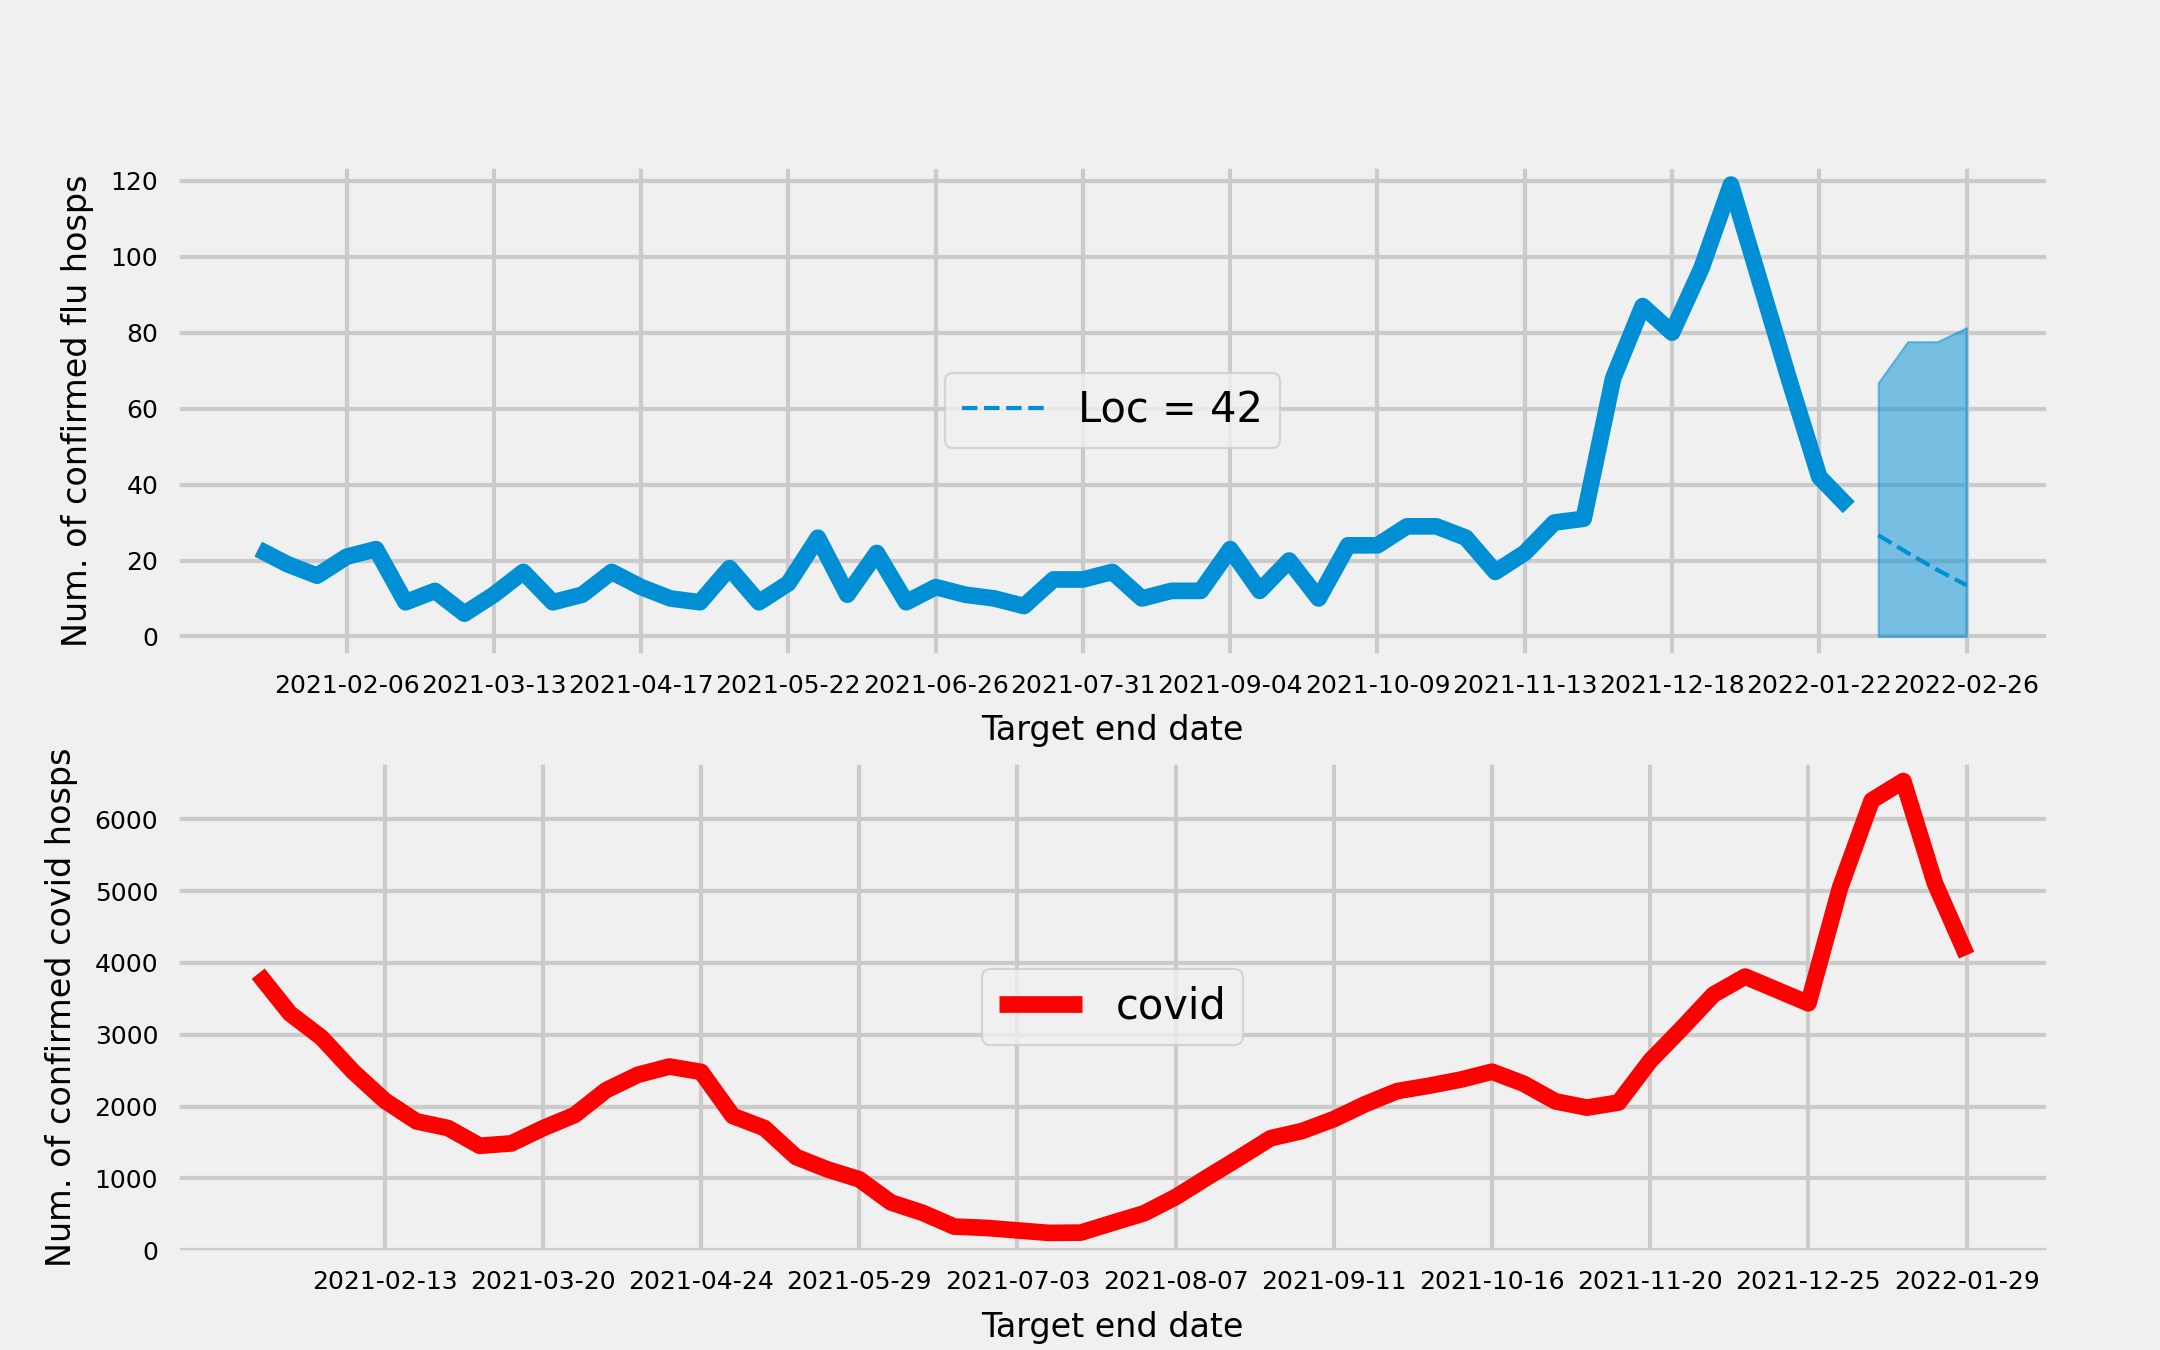 Num. of confirmed flu hosps
120
100
80
60
40
20
0
Loc = 42
2021-02-06 2021-03-13 2021-04-17 2021-05-22 2021-06-26 2021-07-31 2021-09-04 2021-10-09 2021-11-13 2021-12-18 2022-01-22 2022-02-26
Target end date
Num. of confirmed covid hosps
6000
5000
4000
3000
2000
1000
0
covid
2021-02-13 2021-03-20 2021-04-24 2021-05-29 2021-07-03 2021-08-07 2021-09-11 2021-10-16 2021-11-20 2021-12-25 2022-01-29
Target end date